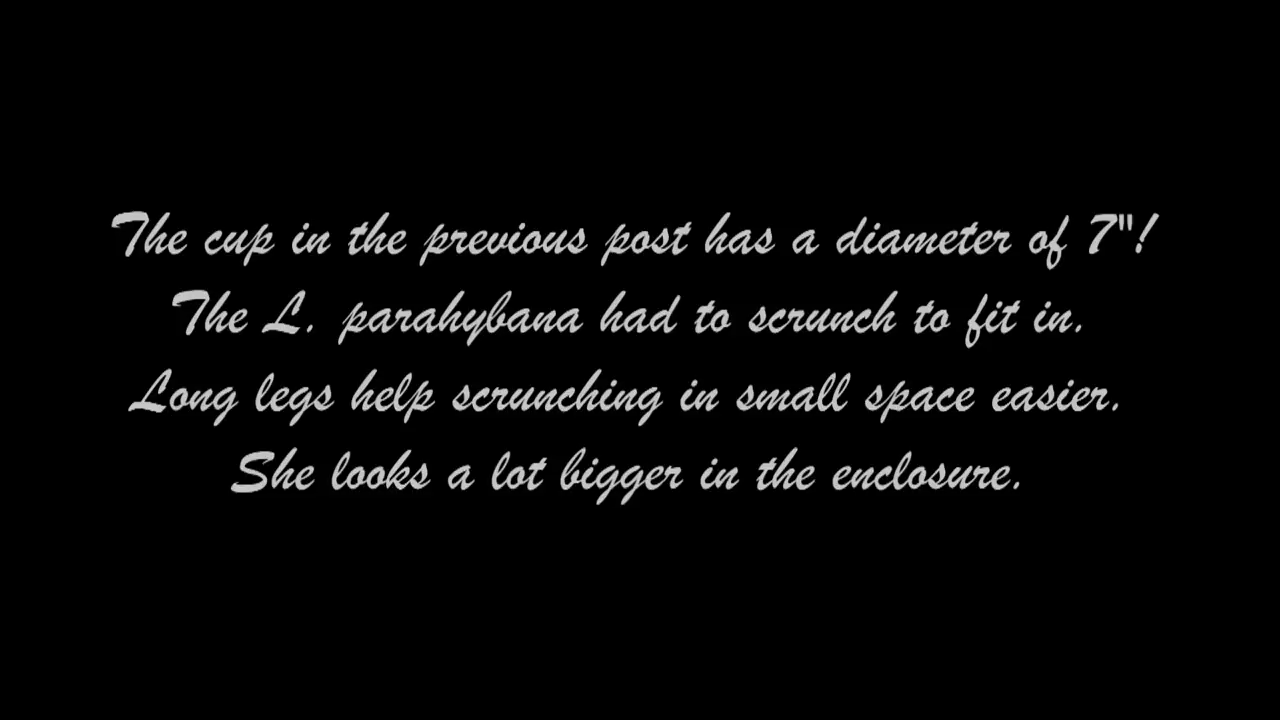 The cup in the previous post has a diameter of 7"!
The L. parahybana had to scrunch to fit in.
Long legs help scrunching in small space easier.
She looks a lot bigger in the enclosure.